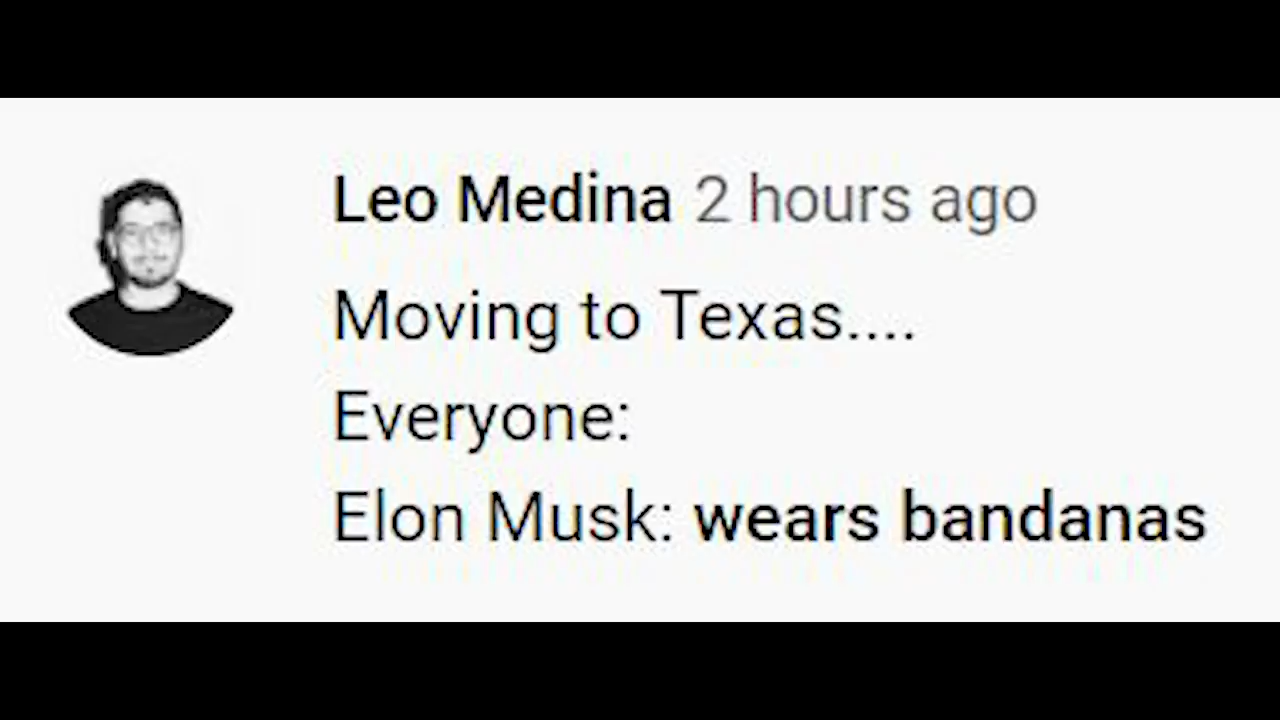 Leo Medina 2 hours ago
Moving to Texas....
Everyone:
Elon Musk: wears bandanas